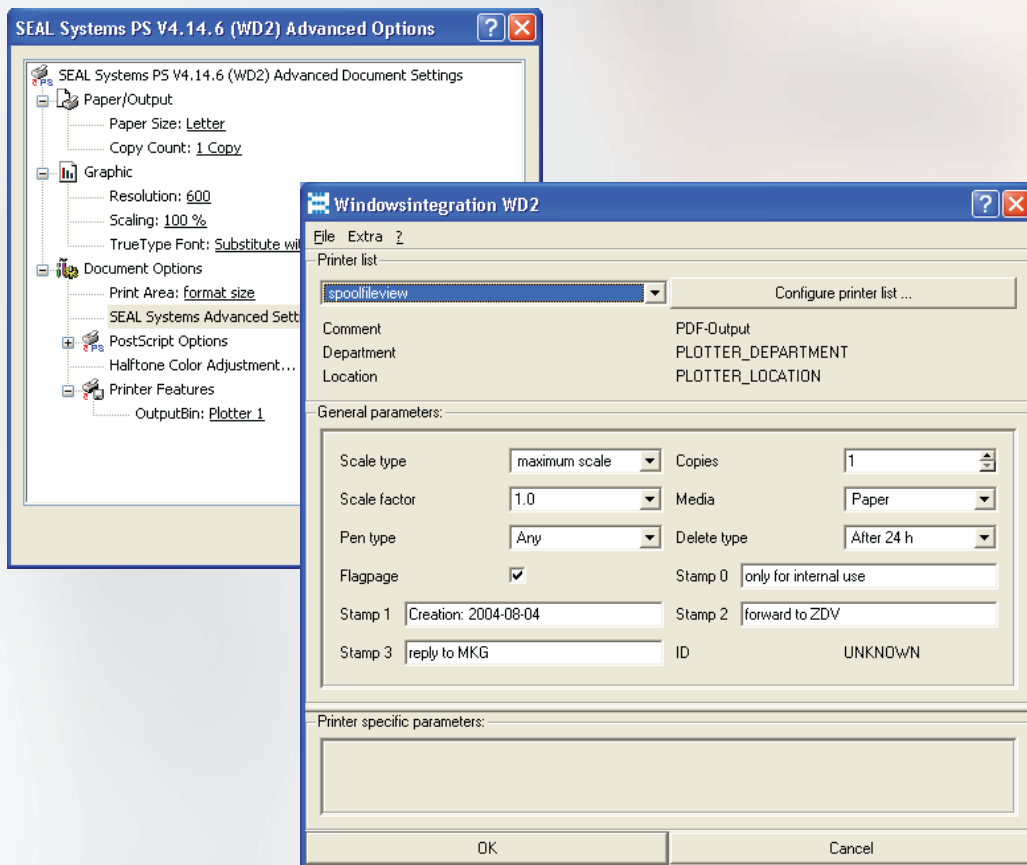 SEAL Systems PS V4.14.6 (WD2) Advanced Options
SEAL Systems PS V4.14.6 (WD2) Advanced Document Settings
Paper/Output
Paper Size: Letter
Copy Count: 1 Copy
Graphic
Resolution: 600
Scaling: 100 %
TrueType Font: Substitute
Document Options
Print Area: format size
SEAL Systems Advanced
PostScript Options
Halftone Color Adjustment...
Printer Features
OutputBin: Plotter 1
Windowsintegration WD2
File Extra ?
Printer list
spoolfileview Configure printer list ...
Comment PDF-Output
Department PLOTTER_DEPARTMENT
Location PLOTTER_LOCATION
General parameters:
Scale type maximum scale Copies 1
Scale factor 1.0 Media Paper
Pen type Any Delete type After 24 h
Flagpage Stamp 0 only for internal use
Stamp 1 Creation: 2004-08-04 Stamp 2 forward to ZDV
Stamp 3 reply to MKG ID UNKNOWN
Printer specific parameters:
OK Cancel